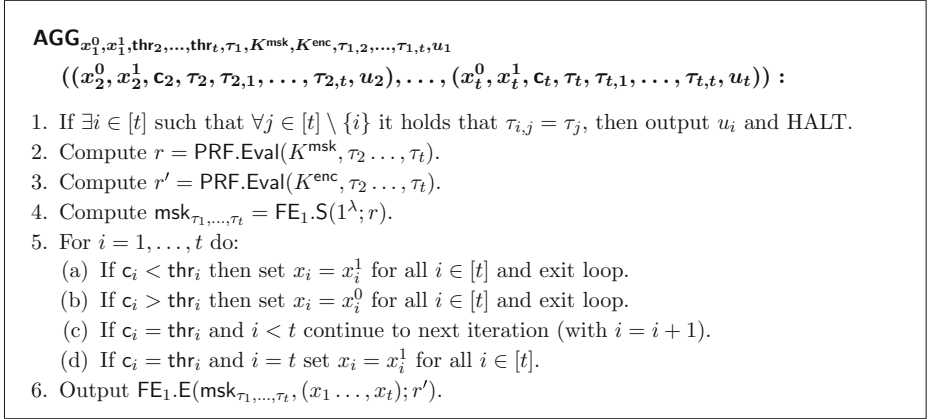 AGG_{x_1^0,x_1^1,thr_2,...,thr_t,τ_1,K^{msk},K^{enc},τ_{1,2},...,τ_{1,t},u_1}
((x_2^0, x_2^1, c_2, τ_2, τ_{2,1}, . . . , τ_{2,t}, u_2), . . . , (x_t^0, x_t^1, c_t, τ_t, τ_{t,1}, . . . , τ_{t,t}, u_t)) :
1. If ∃i ∈ [t] such that ∀j ∈ [t] \ {i} it holds that τ_{i,j} = τ_j, then output u_i and HALT.
2. Compute r = PRF.Eval(K^{msk}, τ_2 . . . , τ_t).
3. Compute r′ = PRF.Eval(K^{enc}, τ_2 . . . , τ_t).
4. Compute msk_{τ_1,...,τ_t} = FE_1.S(1^λ; r).
5. For i = 1, . . . , t do:
(a) If c_i < thr_i then set x_i = x_i^1 for all i ∈ [t] and exit loop.
(b) If c_i > thr_i then set x_i = x_i^0 for all i ∈ [t] and exit loop.
(c) If c_i = thr_i and i < t continue to next iteration (with i = i + 1).
(d) If c_i = thr_i and i = t set x_i = x_i^1 for all i ∈ [t].
6. Output FE_1.E(msk_{τ_1,...,τ_t}, (x_1 . . . , x_t); r′).